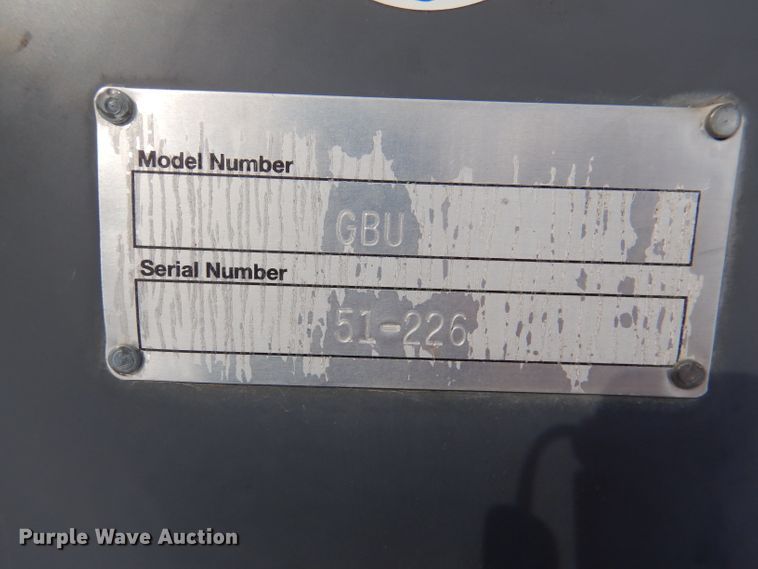 Model Number
GBU
Serial Number
51-226
Purple Wave Auction